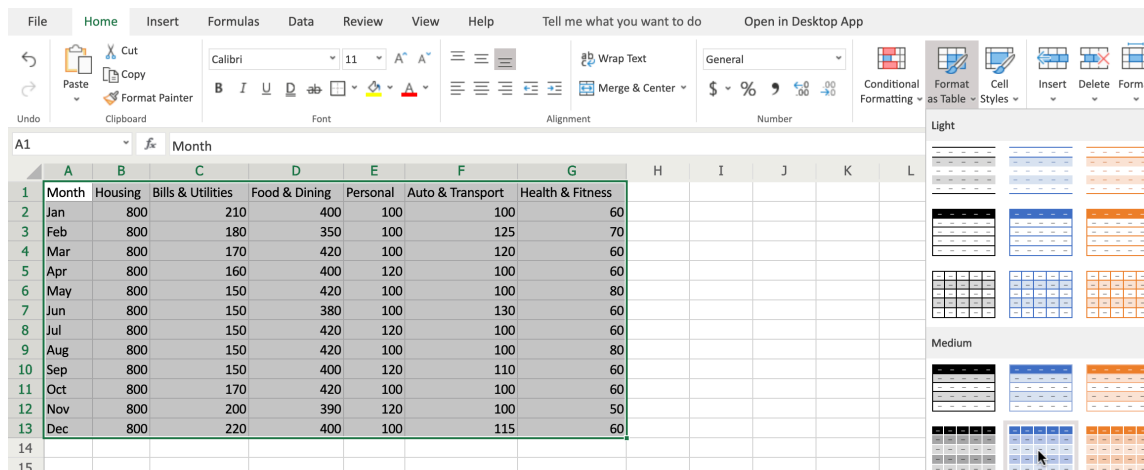 File Home Insert Formulas Data Review View Help Tell me what you want to do Open in Desktop App
Cut
Copy
Paste
Format Painter
Calibri 11 A^ A˅
B I U D ab A
Wrap Text
Merge & Center
General
$ % 9 .00 .00
Conditional Formatting
Format as Table
Cell Styles
Insert Delete
Undo Clipboard Font Alignment Number
Light
A1 fx Month
A B C D E F G H I J K L
1 Month Housing Bills & Utilities Food & Dining Personal Auto & Transport Health & Fitness
2 Jan 800 210 400 100 100 60
3 Feb 800 180 350 100 125 70
4 Mar 800 170 420 100 120 60
5 Apr 800 160 400 120 100 60
6 May 800 150 420 100 100 80
7 Jun 800 150 380 100 130 60
8 Jul 800 150 420 120 100 60
9 Aug 800 150 420 100 100 80
Medium
10 Sep 800 150 400 120 110 60
11 Oct 800 170 420 100 100 60
12 Nov 800 200 390 120 100 50
13 Dec 800 220 400 100 115 60
14
15